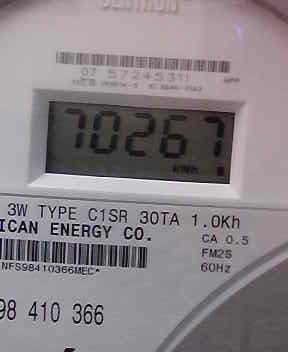 CENTRON
07 57245311
70267
kWh
3W TYPE C1SR 30TA 1.0Kh
ICAN ENERGY CO.
CA 0.5
FM2S
60Hz
NFS98410366MEC*
98 410 366